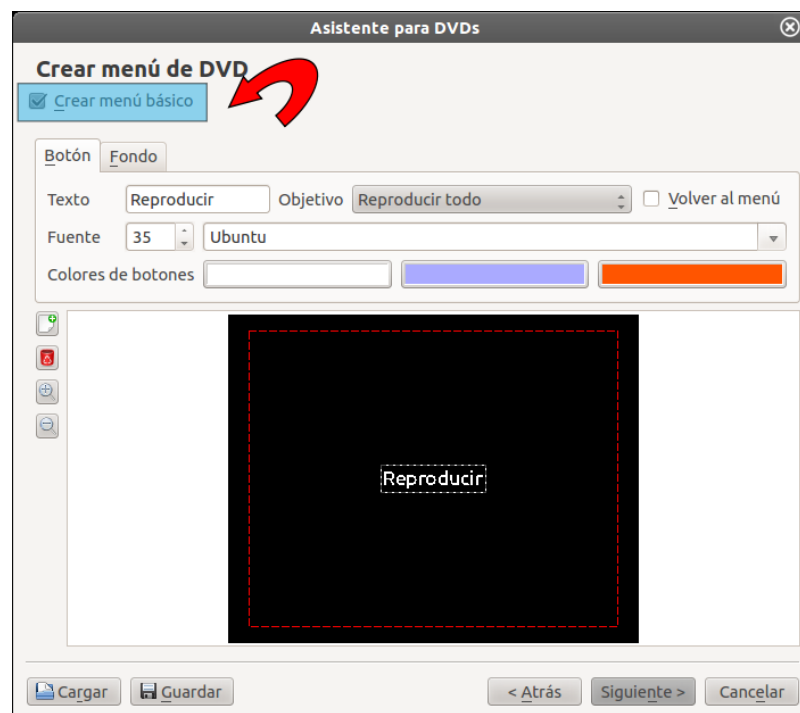 Asistente para DVDs
Crear menú de DVD
Crear menú básico
Botón Fondo
Texto Reproducir Objetivo Reproducir todo Volver al menú
Fuente 35 Ubuntu
Colores de botones
Reproducir
Cargar Guardar < Atrás Siguiente > Cancelar